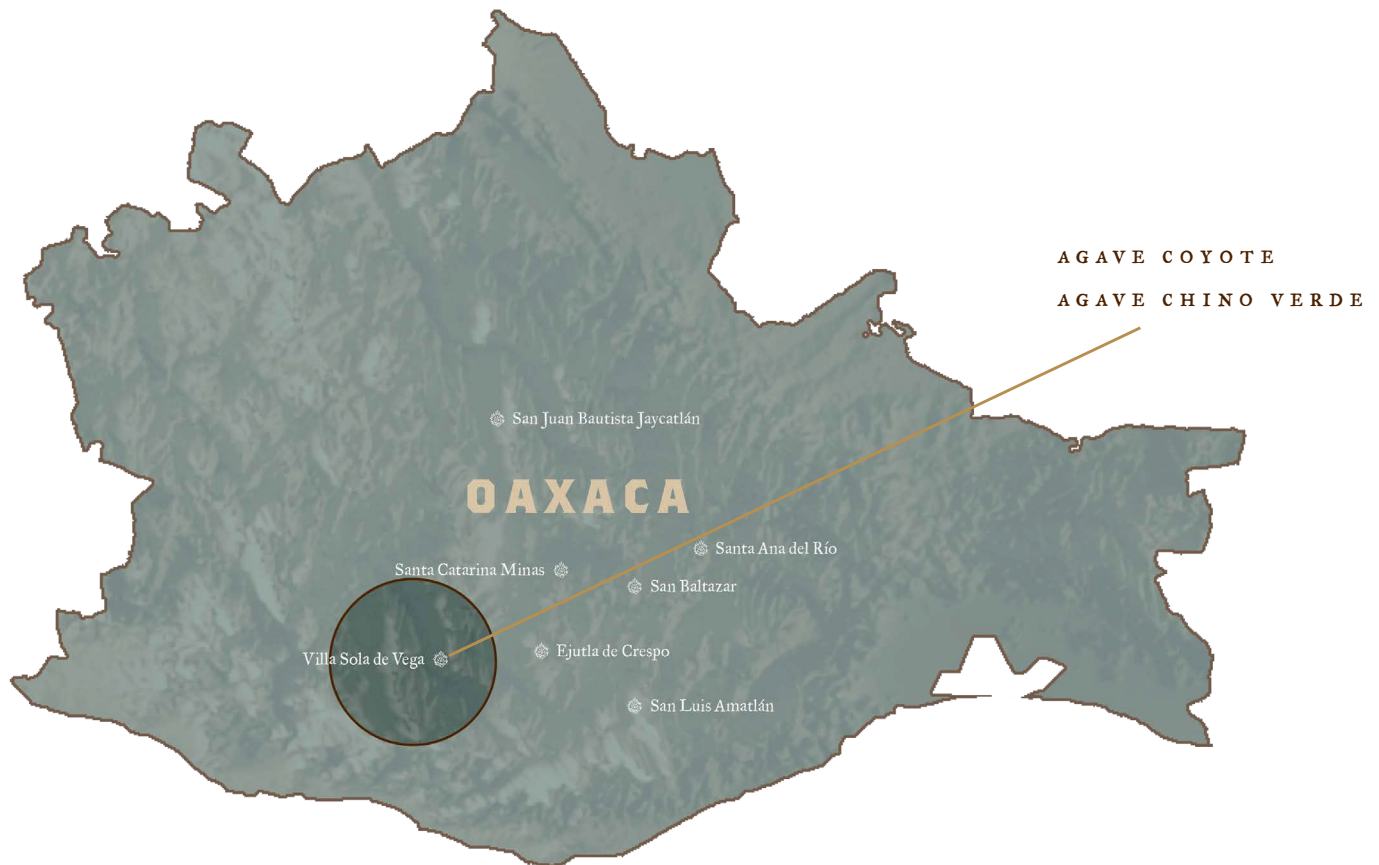 AGAVE COYOTE
AGAVE CHINO VERDE
San Juan Bautista Jaycatlán
OAXACA
Santa Ana del Río
Santa Catarina Minas
San Baltazar
Ejutla de Crespo
Villa Sola de Vega
San Luis Amatlán